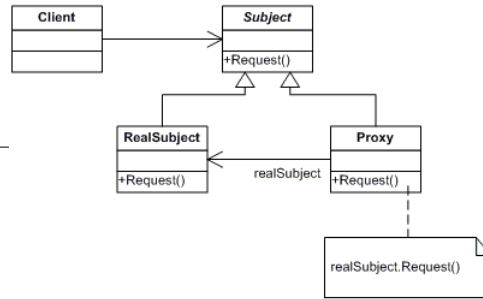 Client
Subject
+Request()
RealSubject
+Request()
Proxy
+Request()
realSubject
realSubject.Request()